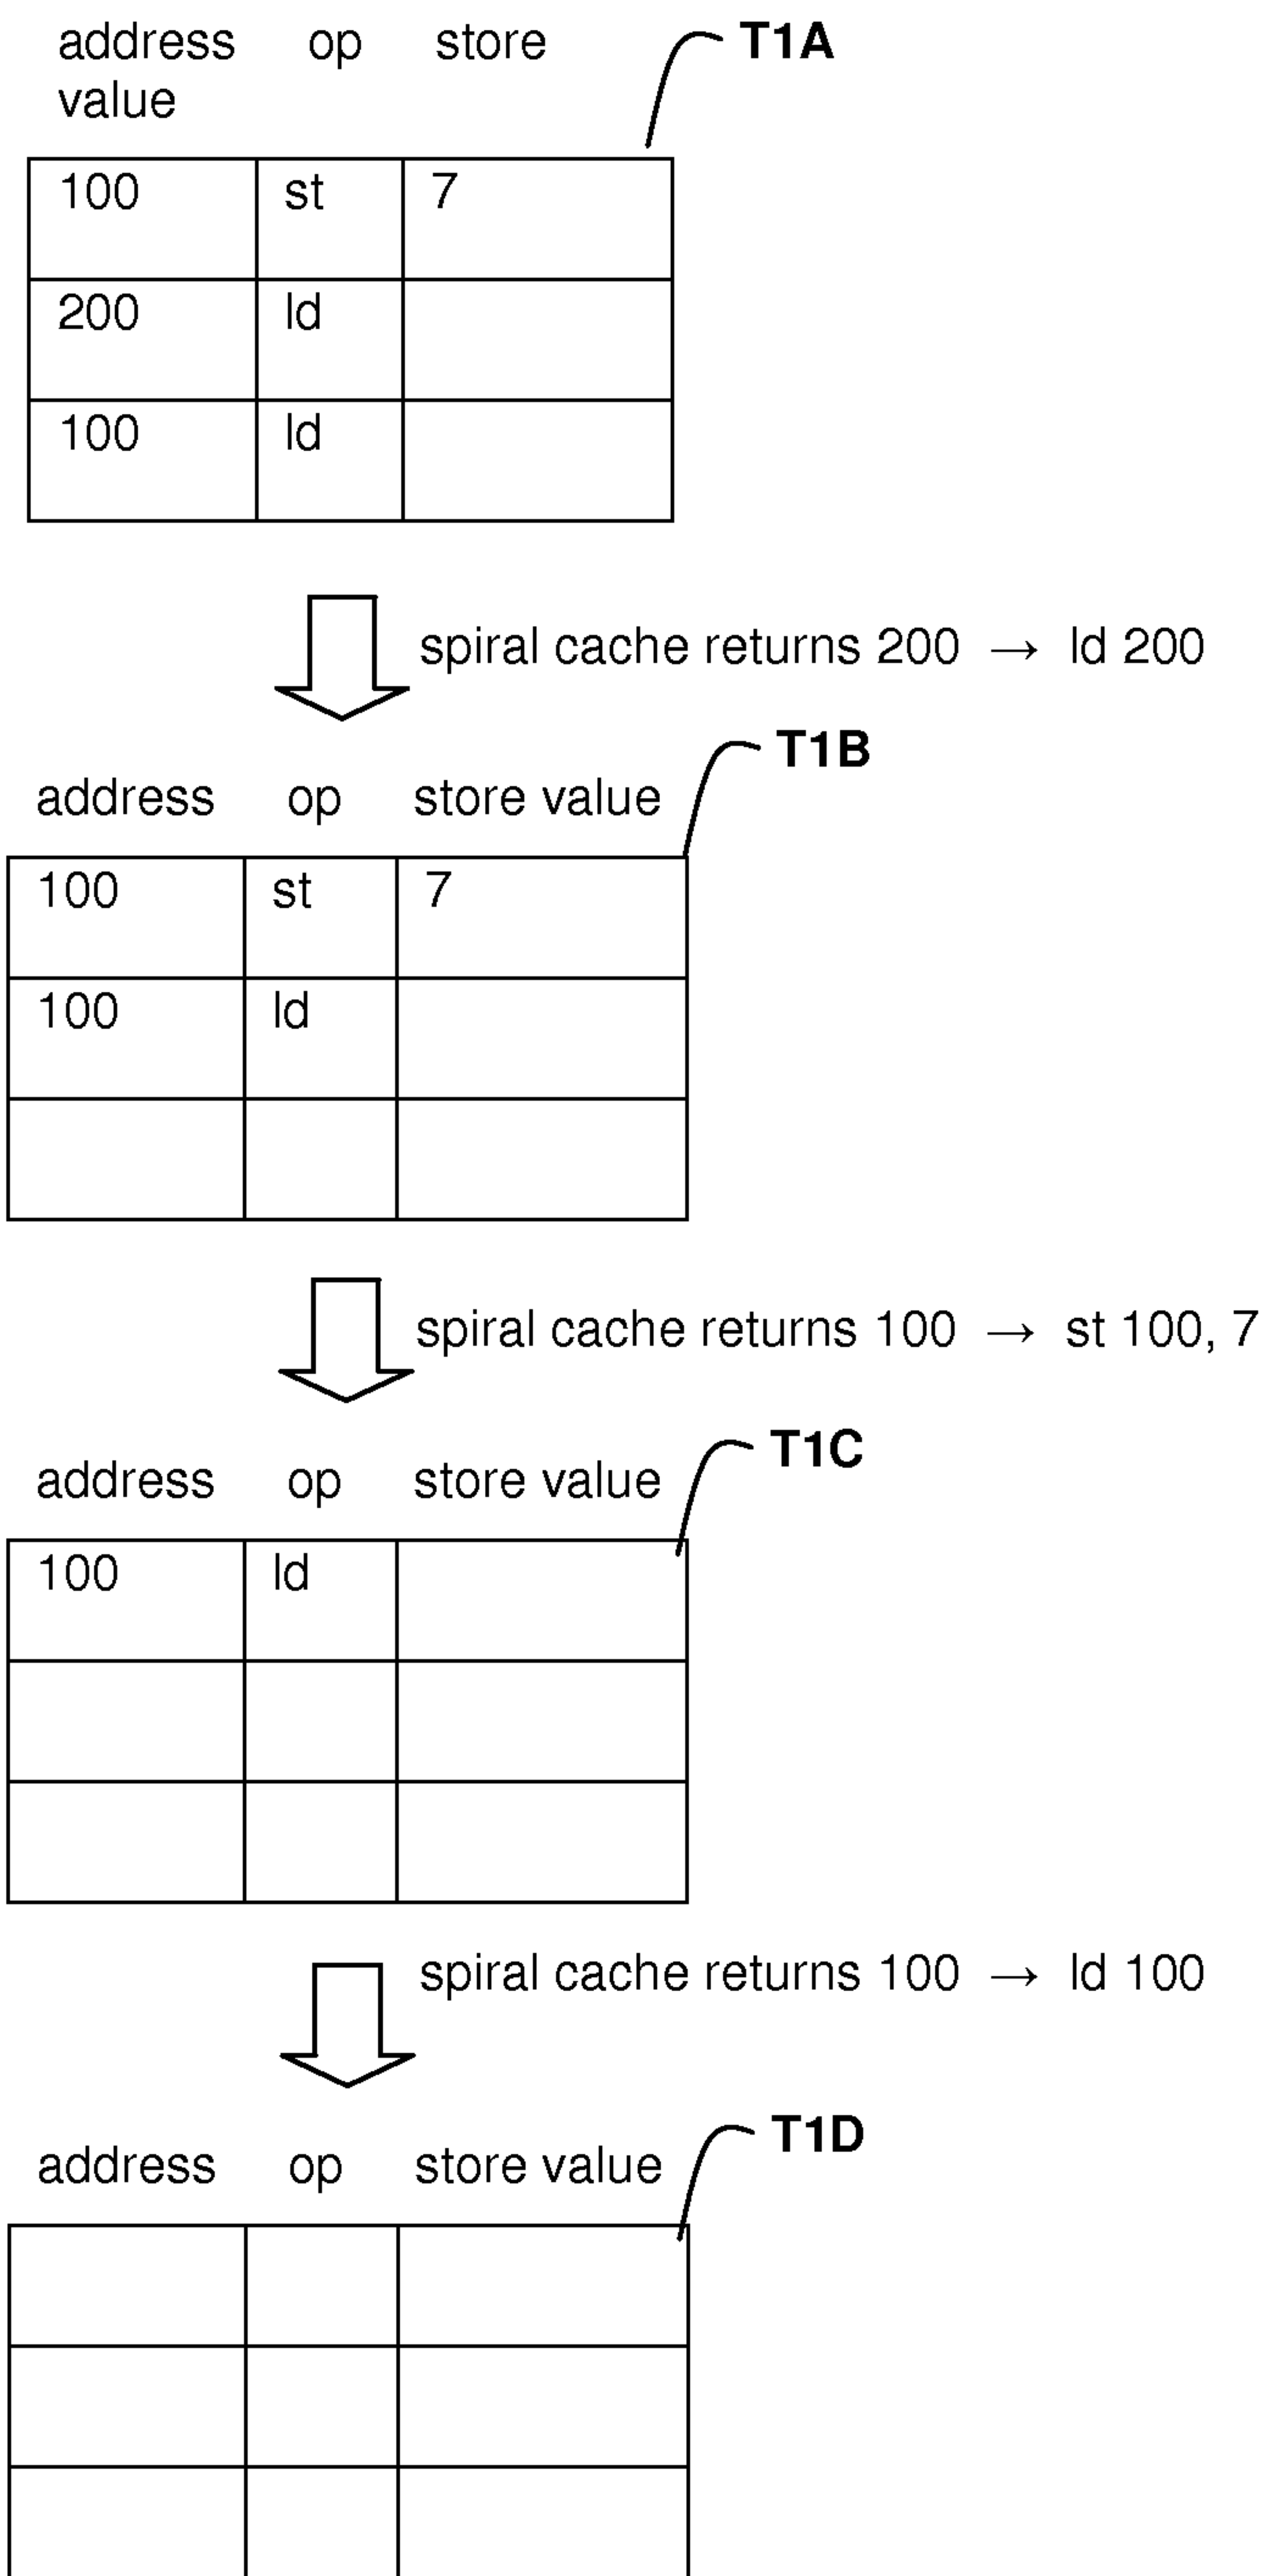 address op store T1A
value
100 st 7
200 ld
100 ld
spiral cache returns 200 → ld 200
T1B
address op store value
100 st 7
100 ld
spiral cache returns 100 → st 100, 7
T1C
address op store value
100 ld
spiral cache returns 100 → ld 100
T1D
address op store value